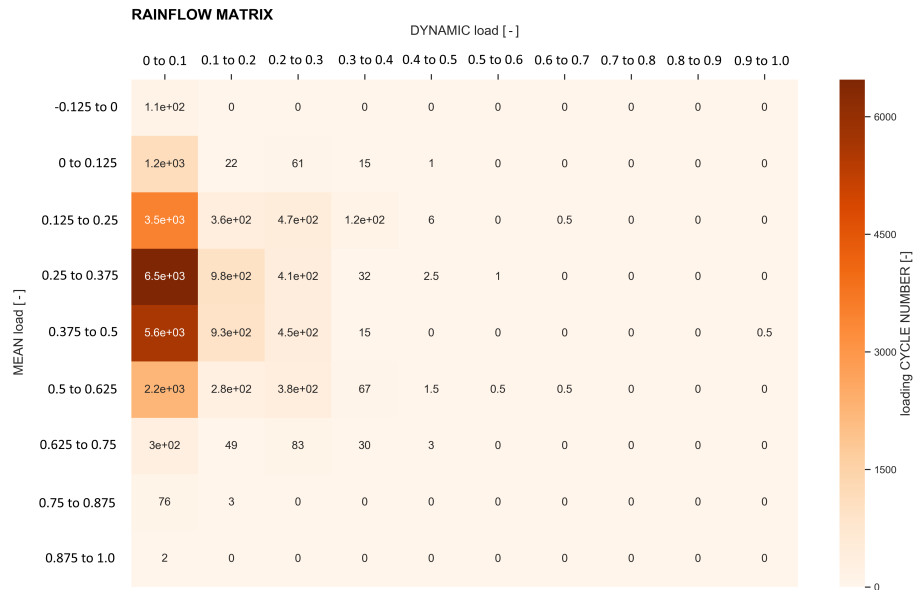 RAINFLOW MATRIX
DYNAMIC load [ - ]
0 to 0.1 0.1 to 0.2 0.2 to 0.3 0.3 to 0.4 0.4 to 0.5 0.5 to 0.6 0.6 to 0.7 0.7 to 0.8 0.8 to 0.9 0.9 to 1.0
-0.125 to 0 1.1e+02 0 0 0 0 0 0 0 0 0
0 to 0.125 1.2e+03 22 61 15 1 0 0 0 0 0
0.125 to 0.25 3.5e+03 3.6e+02 4.7e+02 1.2e+02 6 0 0.5 0 0 0
0.25 to 0.375 6.5e+03 9.8e+02 4.1e+02 32 2.5 1 0 0 0 0
0.375 to 0.5 5.6e+03 9.3e+02 4.5e+02 15 0 0 0 0 0 0.5
0.5 to 0.625 2.2e+03 2.8e+02 3.8e+02 67 1.5 0.5 0.5 0 0 0
0.625 to 0.75 3e+02 49 83 30 3 0 0 0 0 0
0.75 to 0.875 76 3 0 0 0 0 0 0 0 0
0.875 to 1.0 2 0 0 0 0 0 0 0 0 0
MEAN load [ - ]
6000
4500
3000
1500
0
loading CYCLE NUMBER [-]